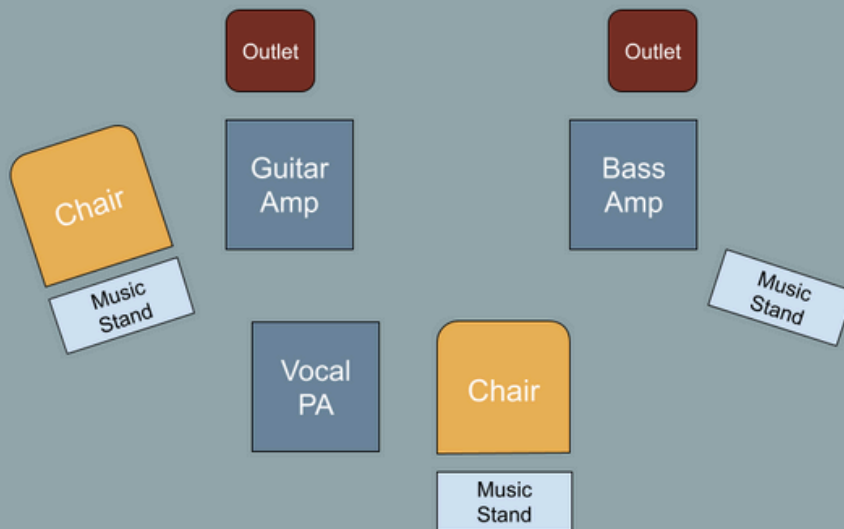 Outlet
Outlet
Guitar
Amp
Bass
Amp
Chair
Music
Stand
Music
Stand
Vocal
PA
Chair
Music
Stand